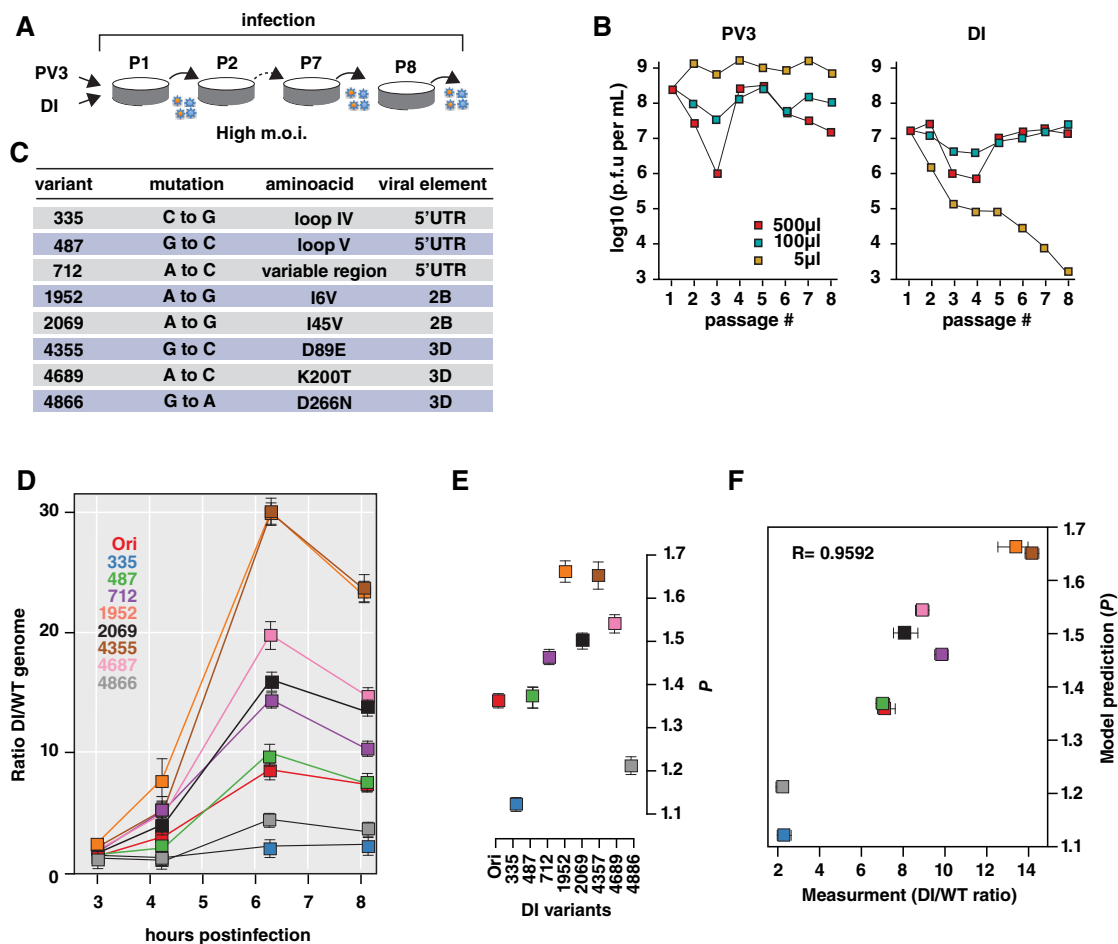 A
infection
P1
P2
P7
P8
PV3
DI
High m.o.i.
B
PV3
DI
log10 (p.f.u per mL)
9
8
7
6
5
4
3
500µl
100µl
5µl
1 2 3 4 5 6 7 8
passage #
9
8
7
6
5
4
3
1 2 3 4 5 6 7 8
passage #
C
variant mutation aminoacid viral element
335 C to G loop IV 5'UTR
487 G to C loop V 5'UTR
712 A to C variable region 5'UTR
1952 A to G I6V 2B
2069 A to G I45V 2B
4355 G to C D89E 3D
4689 A to C K200T 3D
4866 G to A D266N 3D
D
Ratio DI/WT genome
30
20
10
0
Ori
335
487
712
1952
2069
4355
4687
4866
3 4 5 6 7 8
hours postinfection
E
1.7
1.6
1.5
1.4
1.3
1.2
1.1
P
Ori
335
487
712
1952
2069
4357
4689
4886
DI variants
F
R= 0.9592
1.7
1.6
1.5
1.4
1.3
1.2
1.1
Model prediction (P)
2 4 6 8 10 12 14
Measurment (DI/WT ratio)